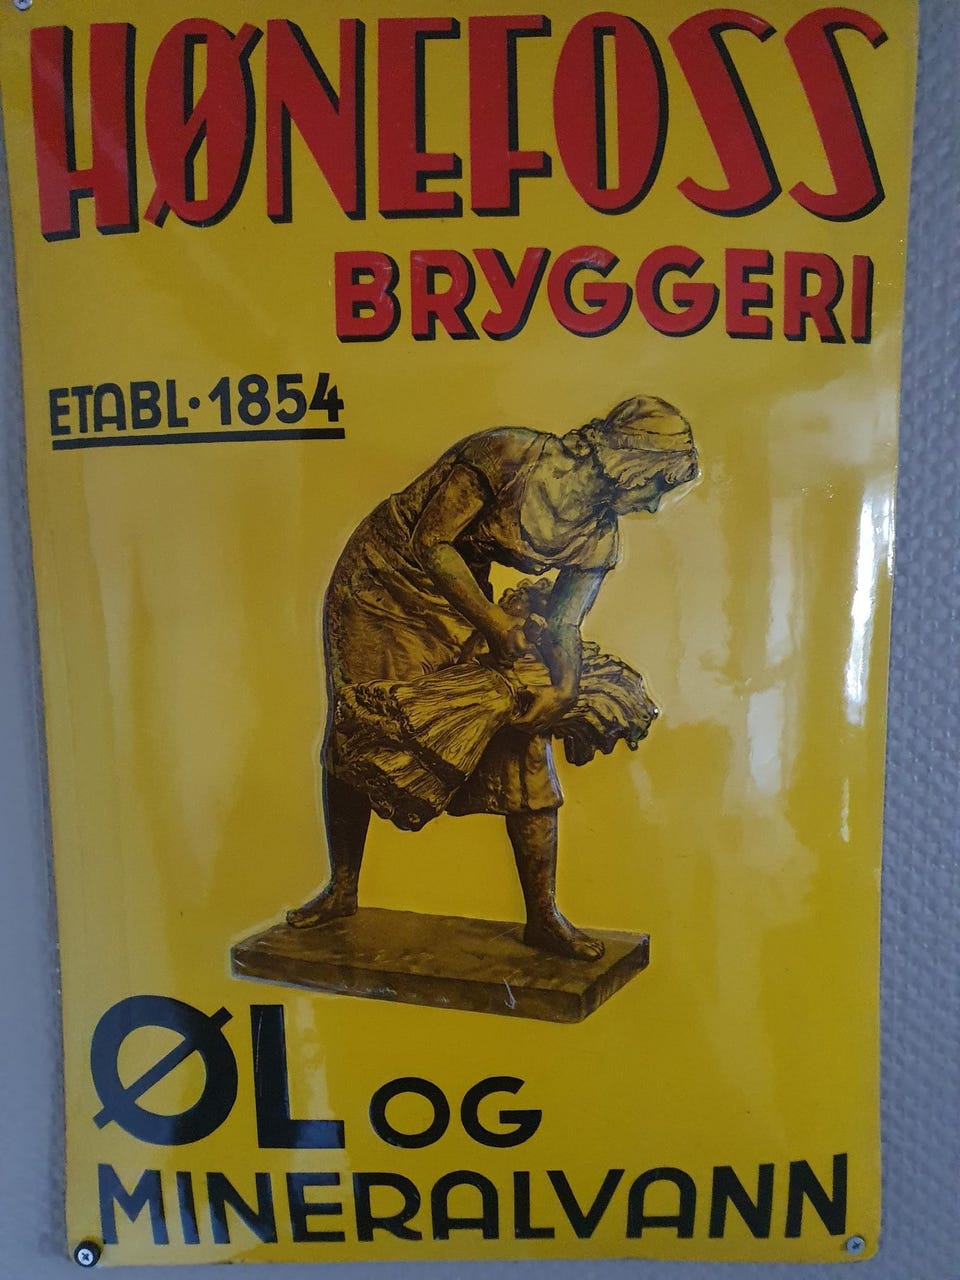 HØNEFOSS
BRYGGERI
ETABL·1854
ØL OG
MINERALVANN